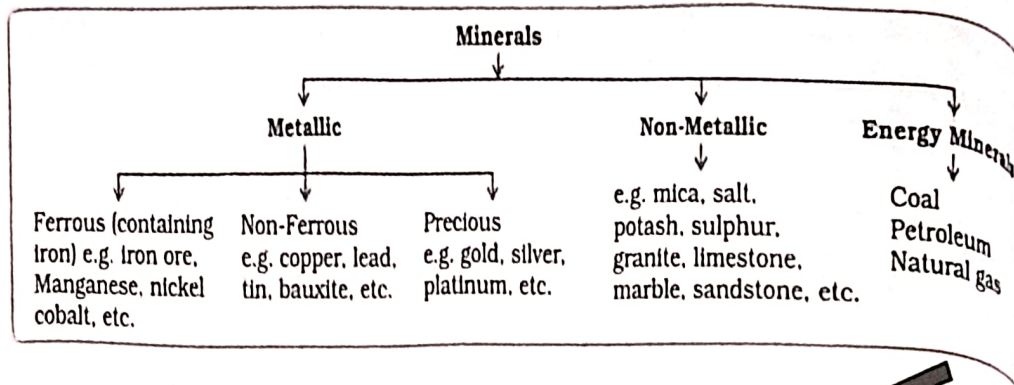 Minerals
Metallic
Non-Metallic
Energy Minerals
Ferrous (containing
iron) e.g. iron ore,
Manganese, nickel
cobalt, etc.
Non-Ferrous
e.g. copper, lead,
tin, bauxite, etc.
Precious
e.g. gold, silver,
platinum, etc.
e.g. mica, salt,
potash, sulphur,
granite, limestone,
marble, sandstone, etc.
Coal
Petroleum
Natural gas